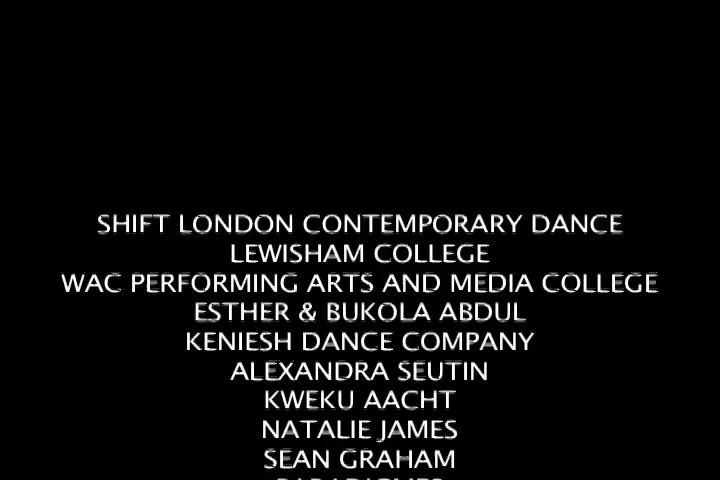 SHIFT LONDON CONTEMPORARY DANCE
LEWISHAM COLLEGE
WAC PERFORMING ARTS AND MEDIA COLLEGE
ESTHER & BUKOLA ABDUL
KENIESH DANCE COMPANY
ALEXANDRA SEUTIN
KWEKU AACHT
NATALIE JAMES
SEAN GRAHAM